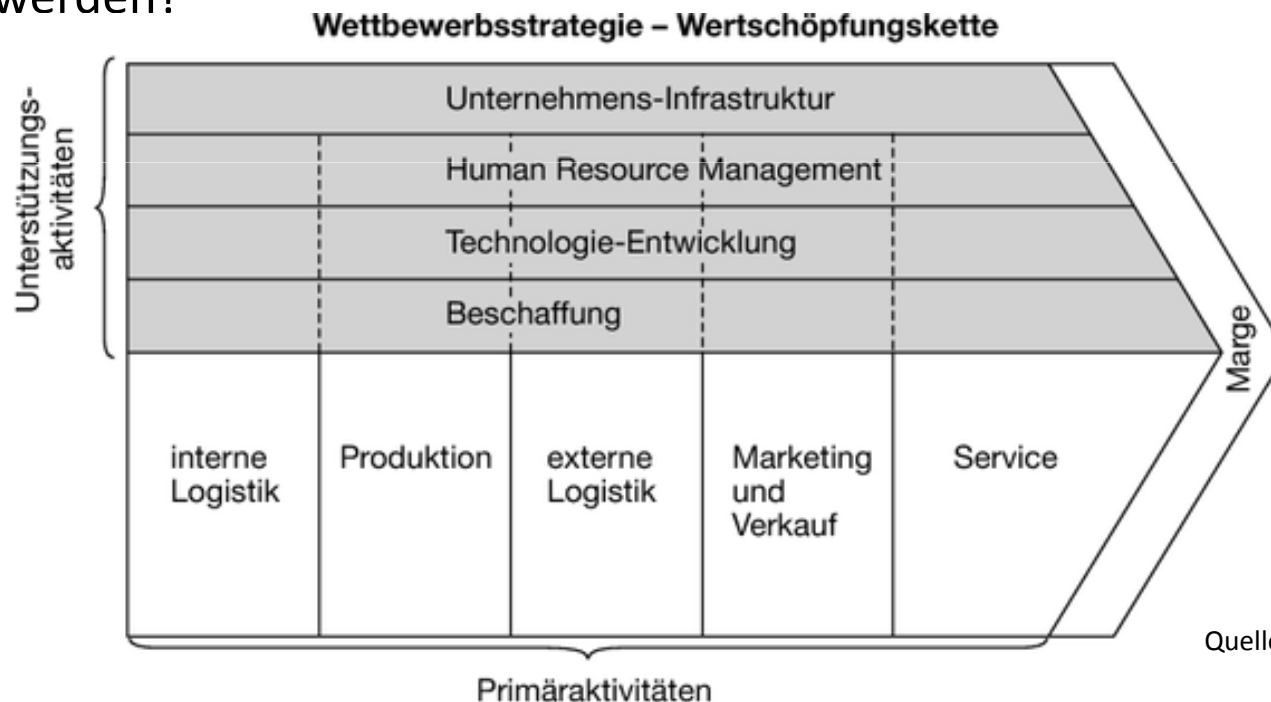 werden?
Wettbewerbsstrategie – Wertschöpfungskette
Unterstützungs-
aktivitäten
Unternehmens-Infrastruktur
Human Resource Management
Technologie-Entwicklung
Beschaffung
interne
Logistik
Produktion
externe
Logistik
Marketing
und
Verkauf
Service
Marge
Quelle
Primäraktivitäten